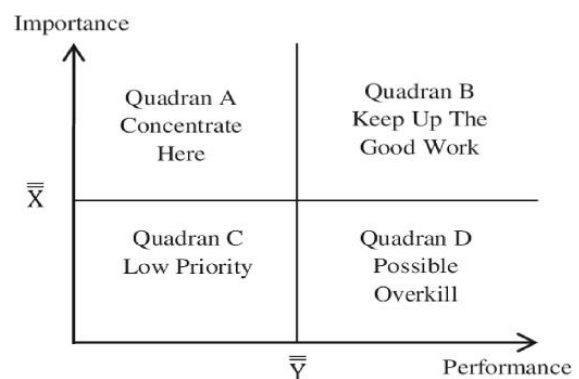 Importance
Quadran A
Concentrate
Here
Quadran B
Keep Up The
Good Work
X̿
Quadran C
Low Priority
Quadran D
Possible
Overkill
Y̿
Performance